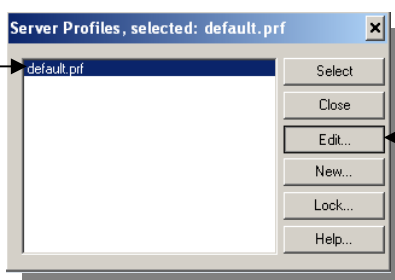 Server Profiles, selected: default.prf
default.prf
Select
Close
Edit...
New...
Lock...
Help...